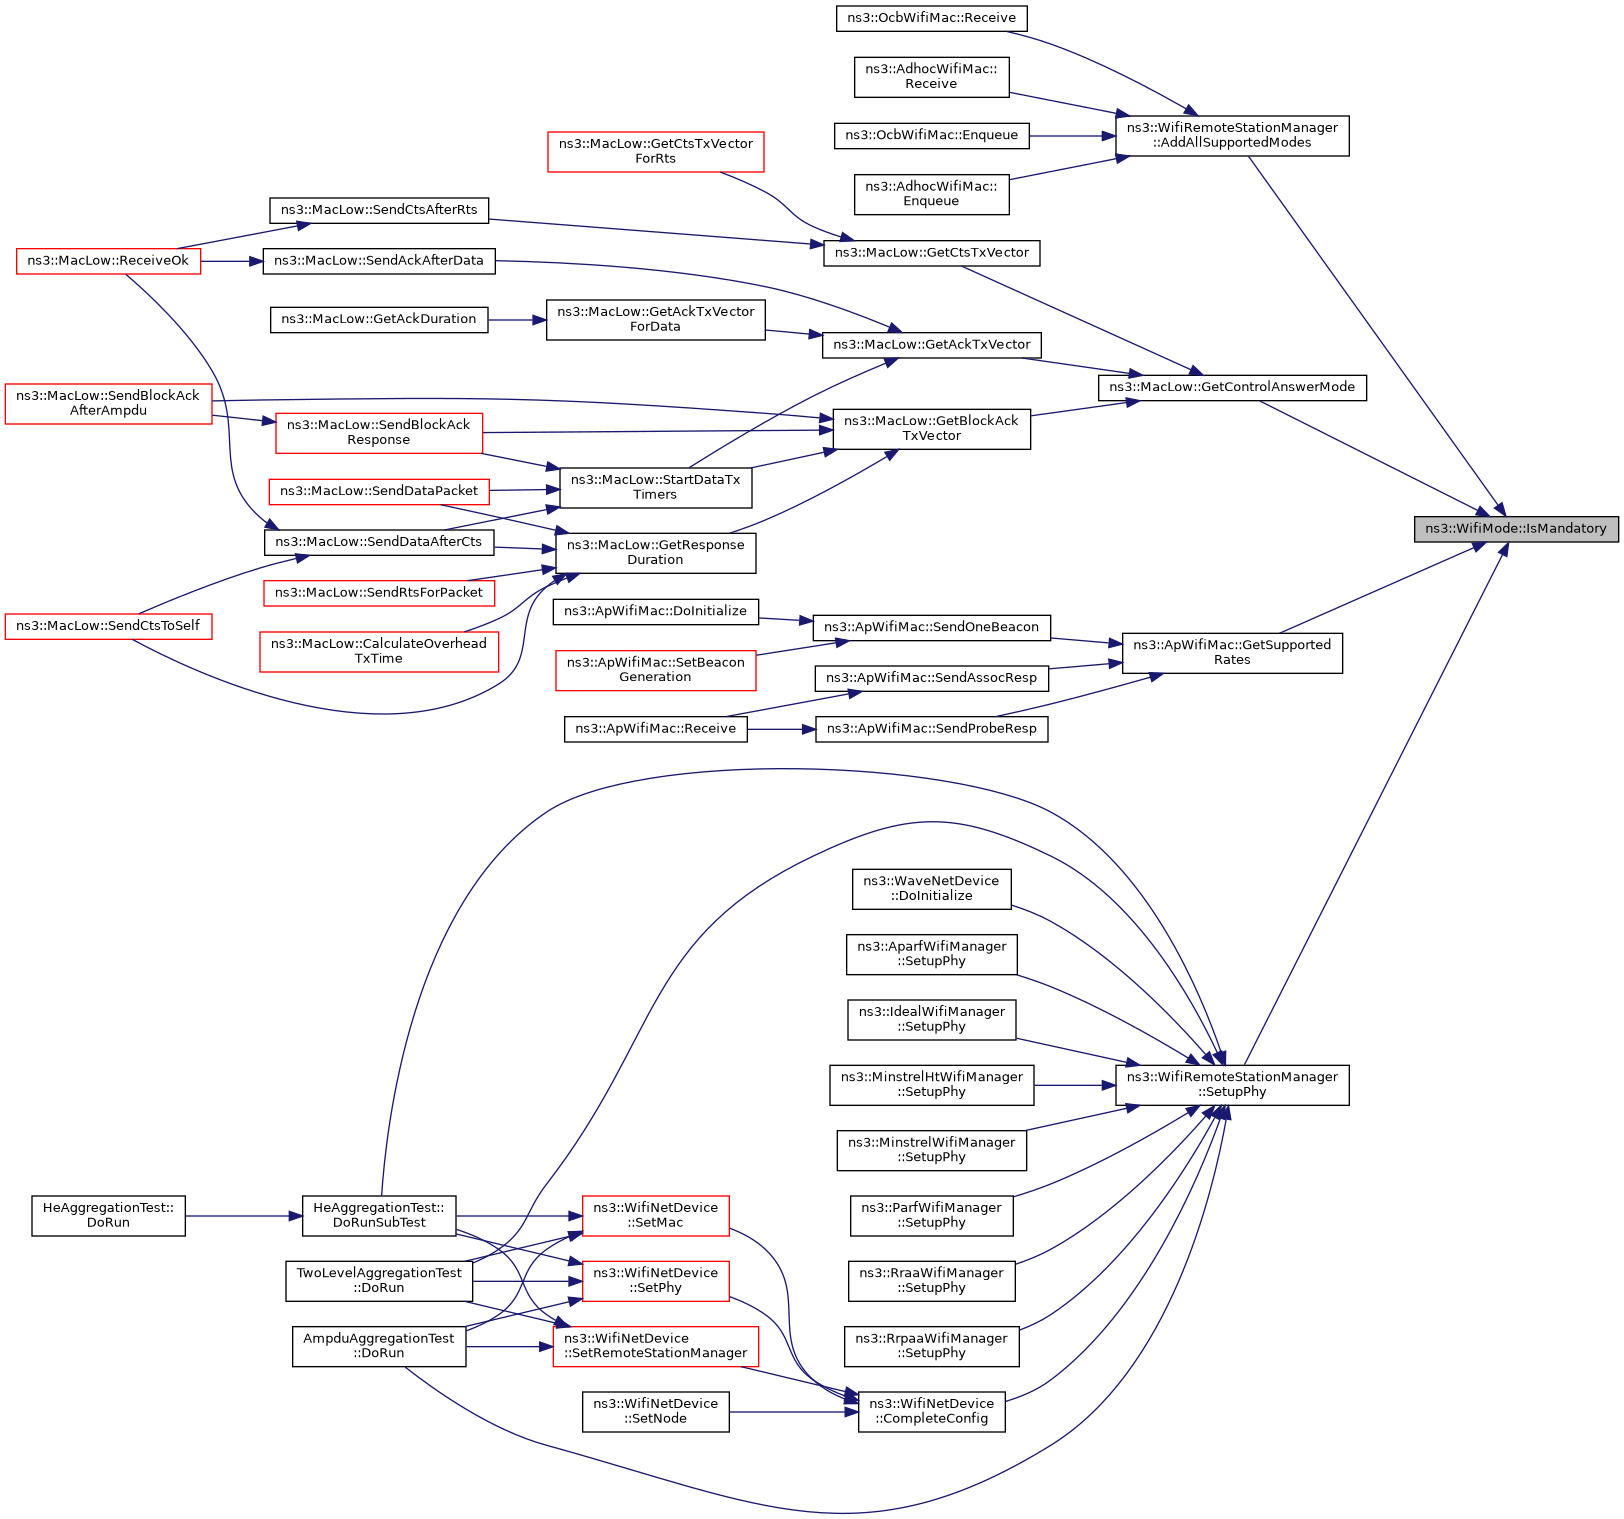 ns3::OcbWifiMac::Receive
ns3::AdhocWifiMac::
Receive
ns3::OcbWifiMac::Enqueue
ns3::AdhocWifiMac::
Enqueue
ns3::WifiRemoteStationManager
::AddAllSupportedModes
ns3::MacLow::GetCtsTxVector
ForRts
ns3::MacLow::SendCtsAfterRts
ns3::MacLow::GetCtsTxVector
ns3::MacLow::ReceiveOk
ns3::MacLow::SendAckAfterData
ns3::MacLow::GetAckDuration
ns3::MacLow::GetAckTxVector
ForData
ns3::MacLow::GetAckTxVector
ns3::MacLow::GetControlAnswerMode
ns3::MacLow::SendBlockAck
AfterAmpdu
ns3::MacLow::SendBlockAck
Response
ns3::MacLow::GetBlockAck
TxVector
ns3::MacLow::StartDataTx
Timers
ns3::MacLow::SendDataPacket
ns3::WifiMode::IsMandatory
ns3::MacLow::SendDataAfterCts
ns3::MacLow::GetResponse
Duration
ns3::MacLow::SendRtsForPacket
ns3::MacLow::SendCtsToSelf
ns3::MacLow::CalculateOverhead
TxTime
ns3::ApWifiMac::DoInitialize
ns3::ApWifiMac::SendOneBeacon
ns3::ApWifiMac::GetSupported
Rates
ns3::ApWifiMac::SetBeacon
Generation
ns3::ApWifiMac::SendAssocResp
ns3::ApWifiMac::Receive
ns3::ApWifiMac::SendProbeResp
ns3::WaveNetDevice
::DoInitialize
ns3::AparfWifiManager
::SetupPhy
ns3::IdealWifiManager
::SetupPhy
ns3::MinstrelHtWifiManager
::SetupPhy
ns3::WifiRemoteStationManager
::SetupPhy
ns3::MinstrelWifiManager
::SetupPhy
ns3::ParfWifiManager
::SetupPhy
HeAggregationTest::
DoRun
HeAggregationTest::
DoRunSubTest
ns3::WifiNetDevice
::SetMac
TwoLevelAggregationTest
::DoRun
ns3::WifiNetDevice
::SetPhy
ns3::RraaWifiManager
::SetupPhy
AmpduAggregationTest
::DoRun
ns3::WifiNetDevice
::SetRemoteStationManager
ns3::RrpaaWifiManager
::SetupPhy
ns3::WifiNetDevice
::SetNode
ns3::WifiNetDevice
::CompleteConfig